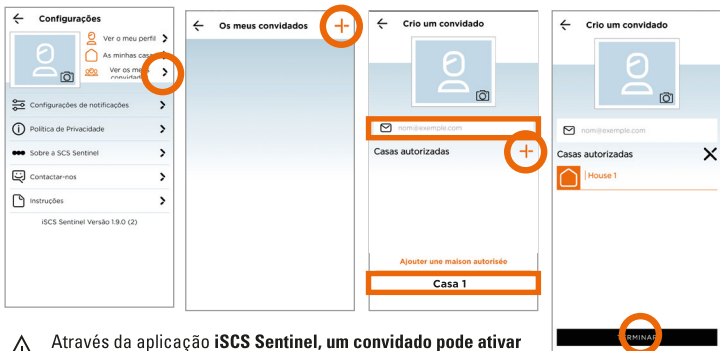 Configurações
Ver o meu perfil
As minhas casas
Ver os meus
convidados
Configurações de notificações
Política de Privacidade
Sobre a SCS Sentinel
Contactar-nos
Instruções
iSCS Sentinel Versão 1.9.0 (2)
Os meus convidados
Crio um convidado
nom@exemple.com
Casas autorizadas
Ajouter une maison autorisée
Casa 1
Crio um convidado
nom@exemple.com
Casas autorizadas
House 1
TERMINAR
Através da aplicação iSCS Sentinel, um convidado pode ativar